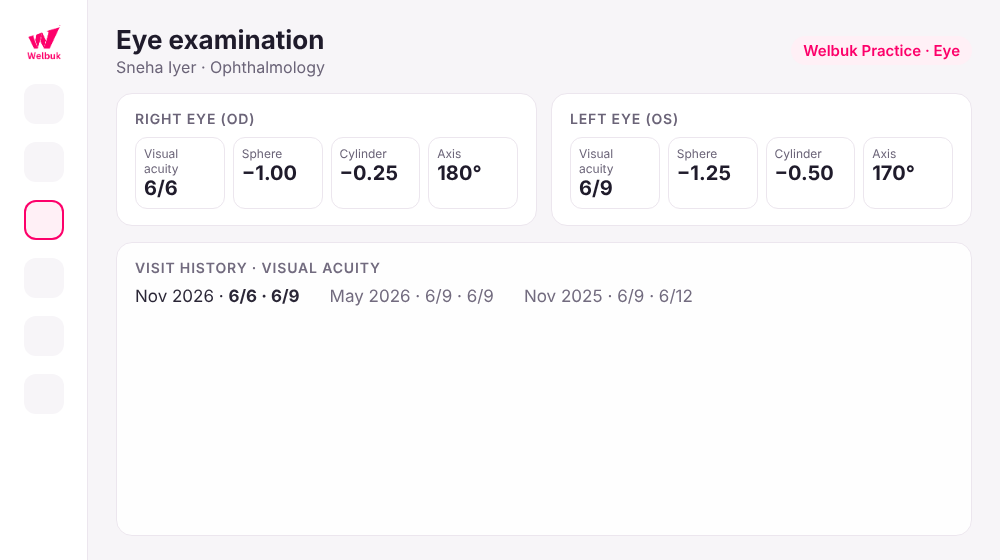 Welbuk
Eye examination
Sneha Iyer · Ophthalmology
Welbuk Practice · Eye
RIGHT EYE (OD)
Visual acuity
6/6
Sphere
−1.00
Cylinder
−0.25
Axis
180°
LEFT EYE (OS)
Visual acuity
6/9
Sphere
−1.25
Cylinder
−0.50
Axis
170°
VISIT HISTORY · VISUAL ACUITY
Nov 2026 · 6/6 · 6/9 May 2026 · 6/9 · 6/9 Nov 2025 · 6/9 · 6/12